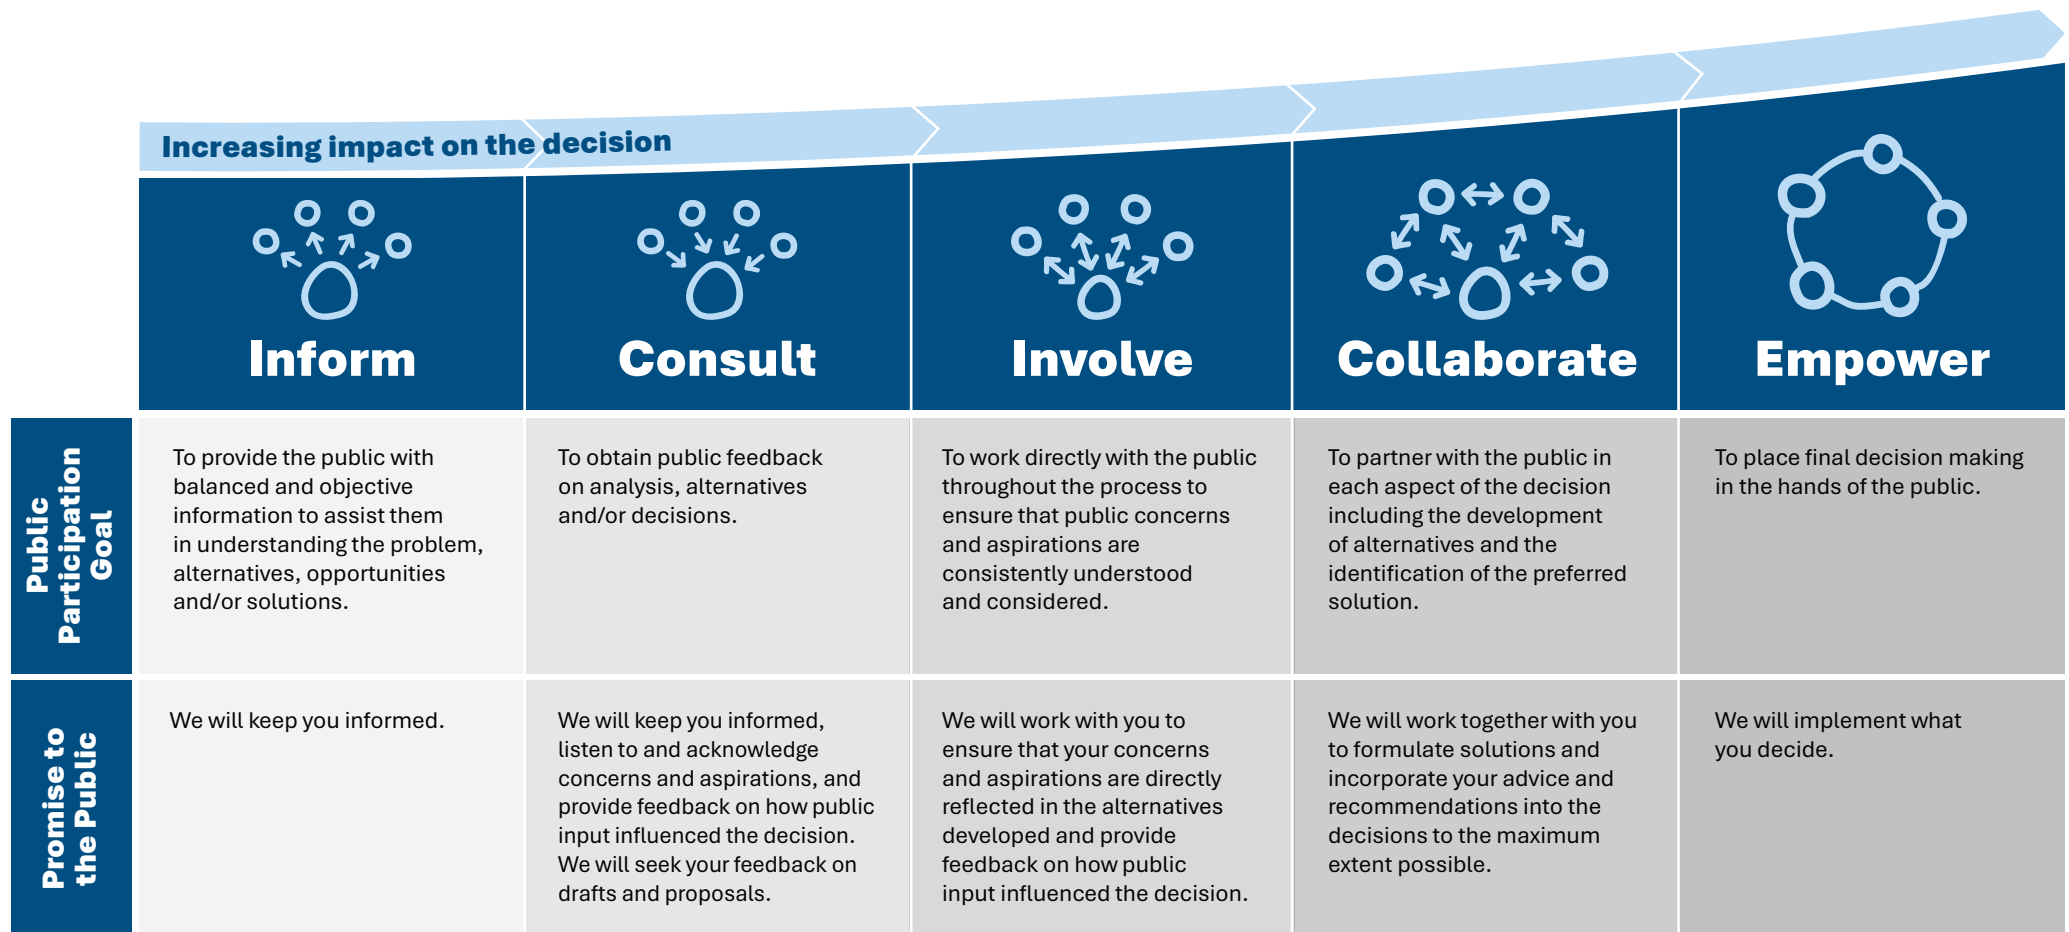 Increasing impact on the decision
Inform
Consult
Involve
Collaborate
Empower
Public
Participation
Goal
To provide the public with
balanced and objective
information to assist them
in understanding the problem,
alternatives, opportunities
and/or solutions.
To obtain public feedback
on analysis, alternatives
and/or decisions.
To work directly with the public
throughout the process to
ensure that public concerns
and aspirations are
consistently understood
and considered.
To partner with the public in
each aspect of the decision
including the development
of alternatives and the
identification of the preferred
solution.
To place final decision making
in the hands of the public.
Promise to
the Public
We will keep you informed.
We will keep you informed,
listen to and acknowledge
concerns and aspirations, and
provide feedback on how public
input influenced the decision.
We will seek your feedback on
drafts and proposals.
We will work with you to
ensure that your concerns
and aspirations are directly
reflected in the alternatives
developed and provide
feedback on how public
input influenced the decision.
We will work together with you
to formulate solutions and
incorporate your advice and
recommendations into the
decisions to the maximum
extent possible.
We will implement what
you decide.